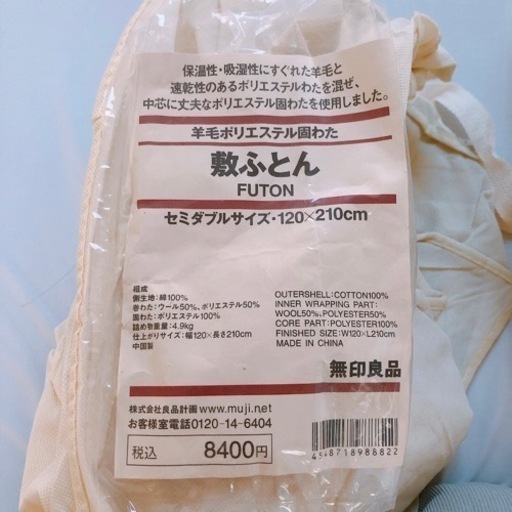 保温性・吸湿性にすぐれた羊毛と
速乾性のあるポリエステルわたを混ぜ、
中芯に丈夫なポリエステル固わたを使用しました。
羊毛ポリエステル固わた
敷ふとん
FUTON
セミダブルサイズ・120×210cm
組成
側生地：綿100%
巻わた：ウール50%、ポリエステル50%
固わた：ポリエステル100%
詰め物重量：4.9kg
仕上がりサイズ：幅120×長さ210cm
中国製
OUTERSHELL:COTTON100%
INNER WRAPPING PART:
WOOL50%、POLYESTER50%
CORE PART:POLYESTER100%
FINISHED SIZE:W120×L210cm
MADE IN CHINA
無印良品
株式会社良品計画 www.muji.net
お客様室電話0120-14-6404
税込 8400円